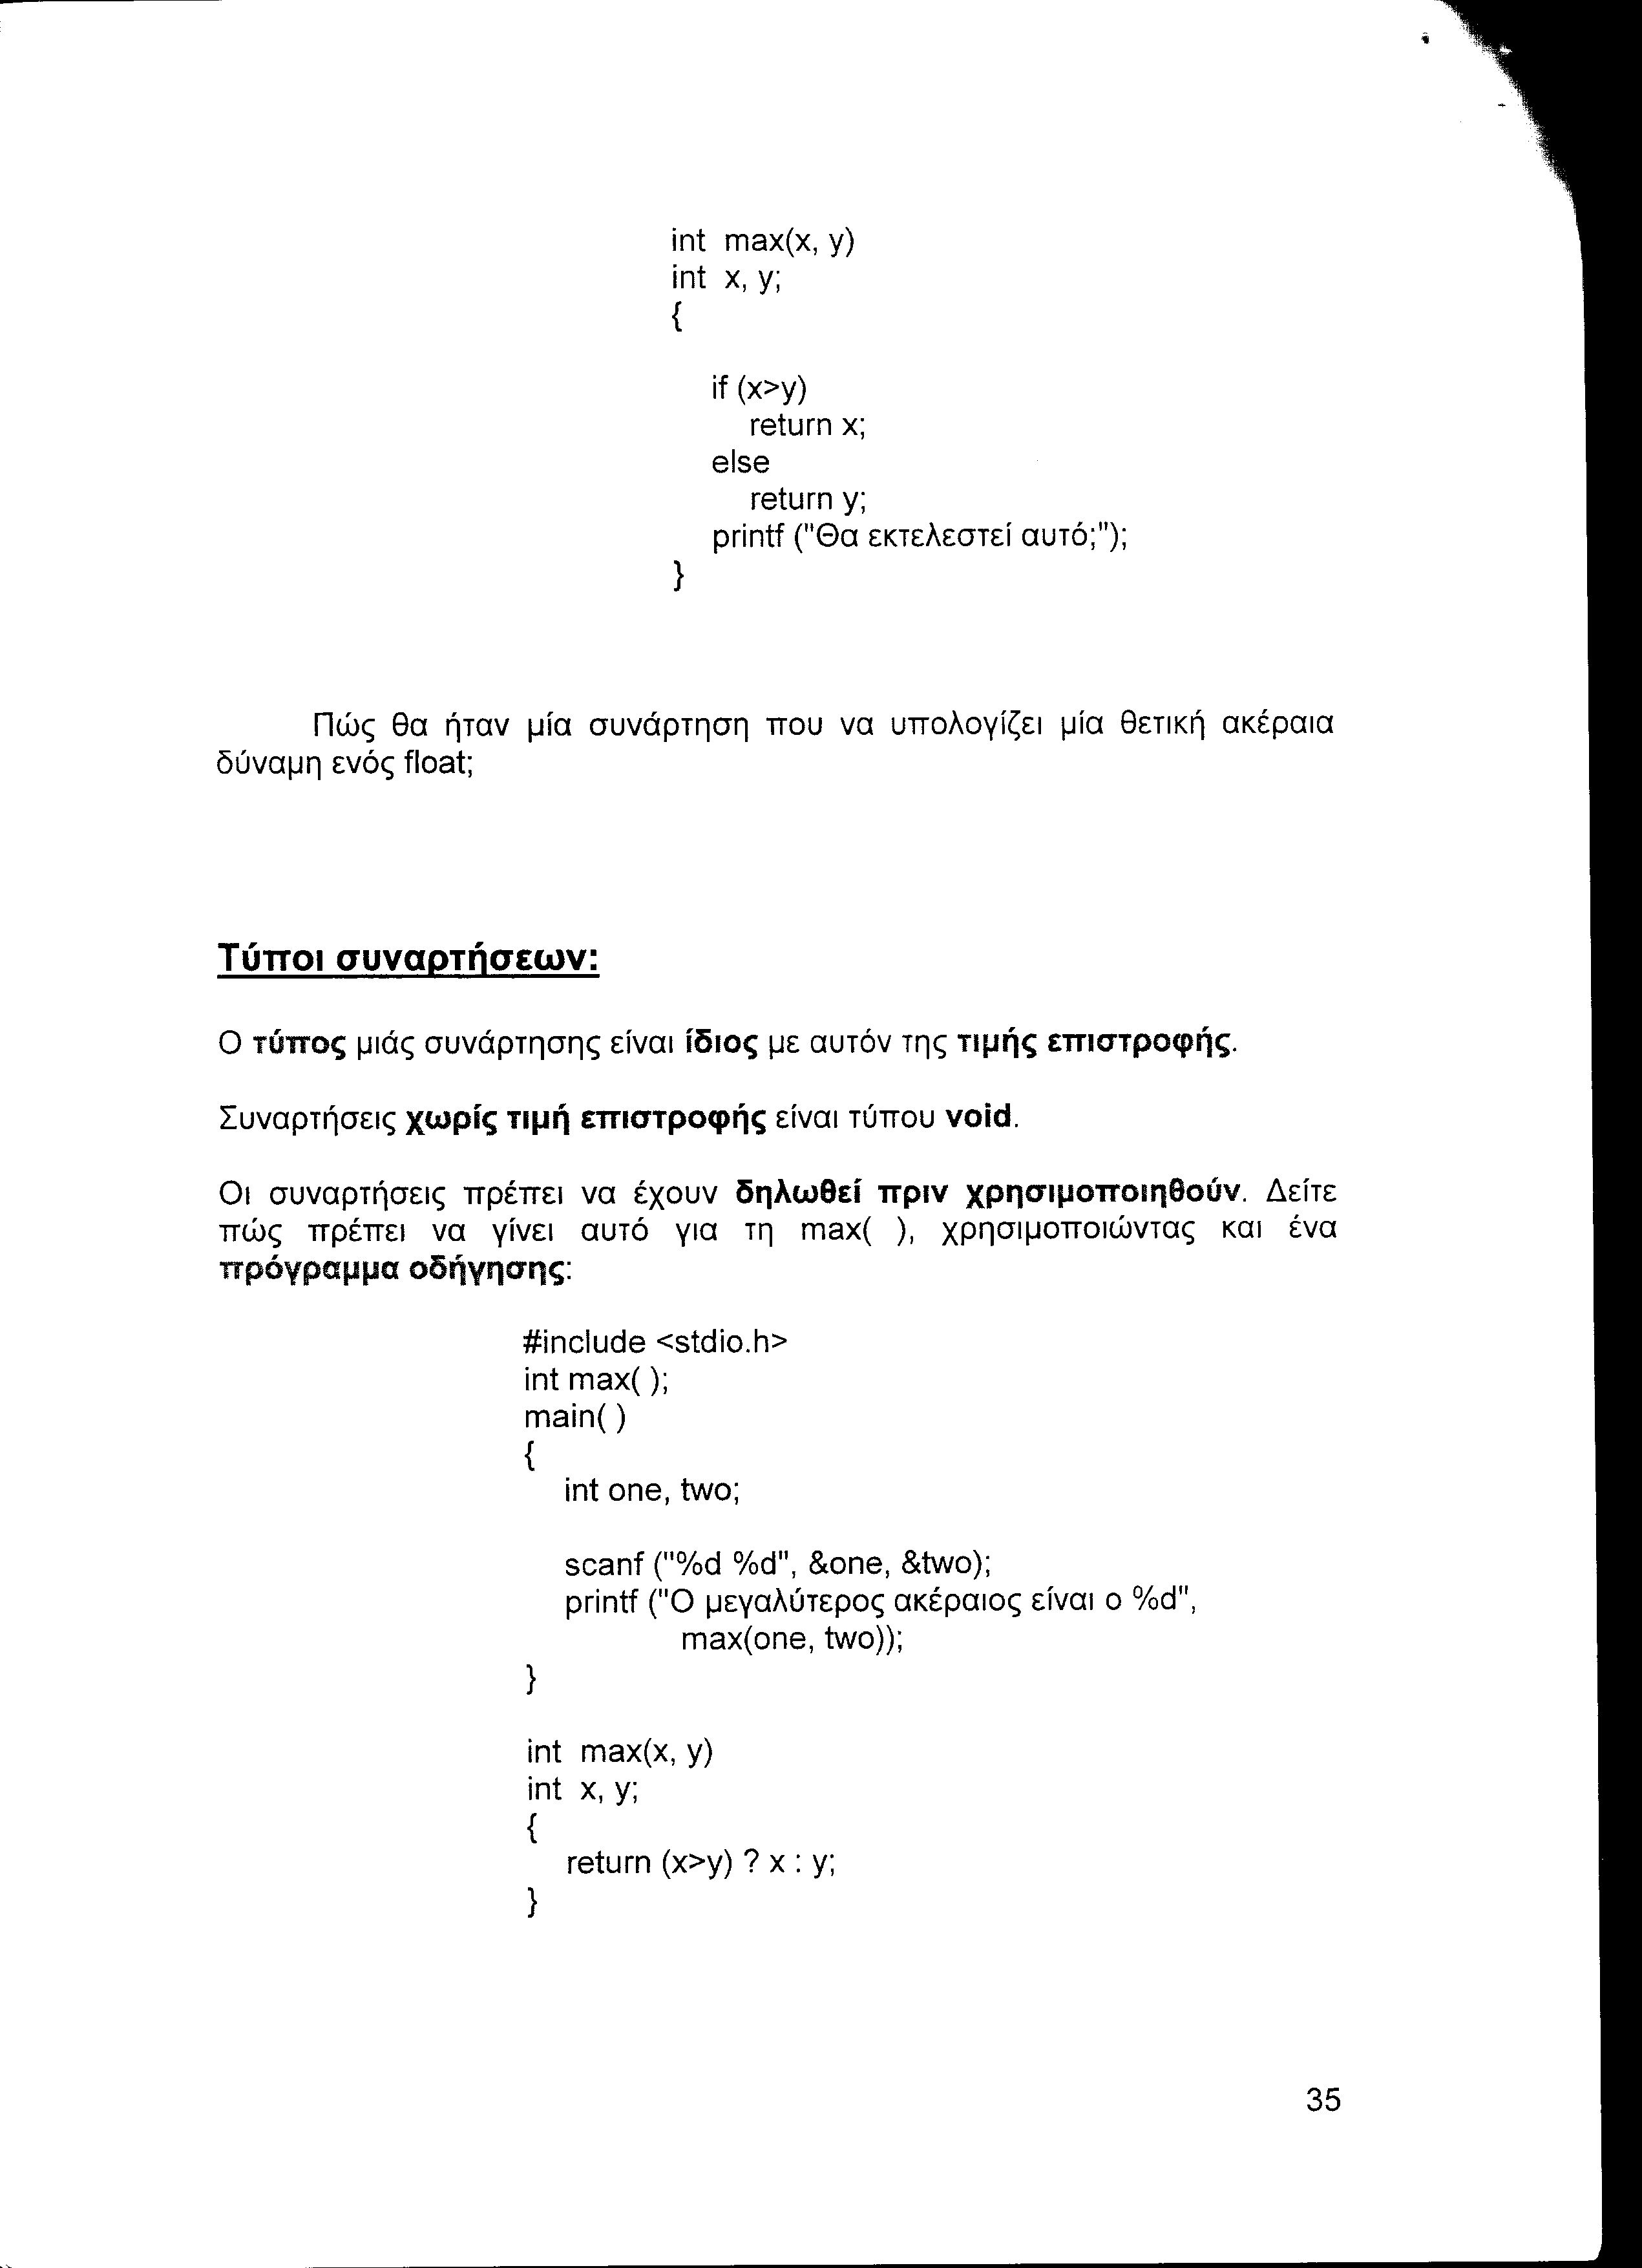 int max(x, y)
int x, y;
{
if (x>y)
return x;
else
return y;
printf ("Θα εκτελεστεί αυτό;");
}
Πώς θα ήταν μία συνάρτηση που να υπολογίζει μία θετική ακέραια
δύναμη ενός float;
Τύποι συναρτήσεων:
Ο τύπος μιάς συνάρτησης είναι ίδιος με αυτόν της τιμής επιστροφής.
Συναρτήσεις χωρίς τιμή επιστροφής είναι τύπου void.
Οι συναρτήσεις πρέπει να έχουν δηλωθεί πριν χρησιμοποιηθούν. Δείτε
πώς πρέπει να γίνει αυτό για τη max( ), χρησιμοποιώντας και ένα
πρόγραμμα οδήγησης:
#include <stdio.h>
int max( );
main( )
{
int one, two;
scanf ("%d %d", &one, &two);
printf ("Ο μεγαλύτερος ακέραιος είναι ο %d",
max(one, two));
}
int max(x, y)
int x, y;
{
return (x>y) ? x : y;
}
35